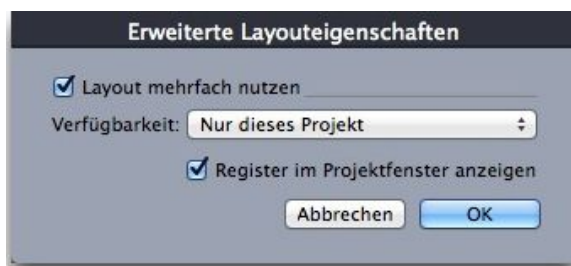 Erweiterte Layouteigenschaften
Layout mehrfach nutzen
Verfügbarkeit: Nur dieses Projekt
Register im Projektfenster anzeigen
Abbrechen OK